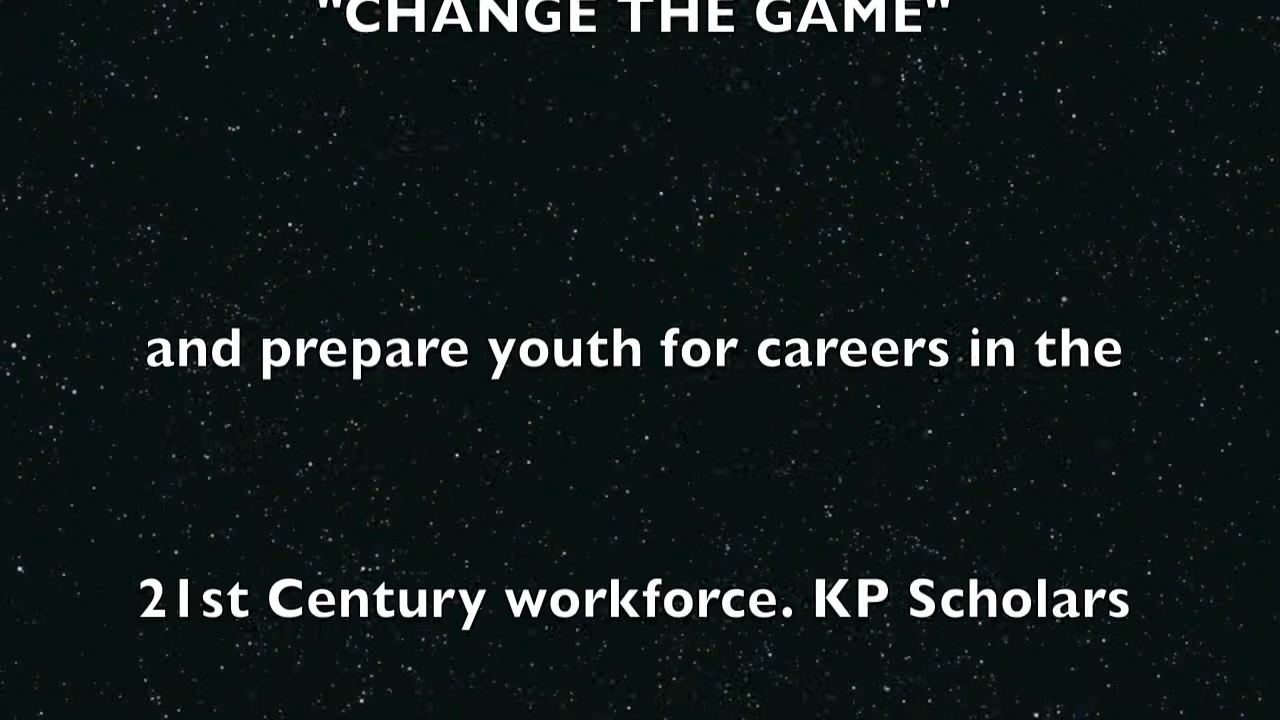 "CHANGE THE GAME"
and prepare youth for careers in the
21st Century workforce. KP Scholars